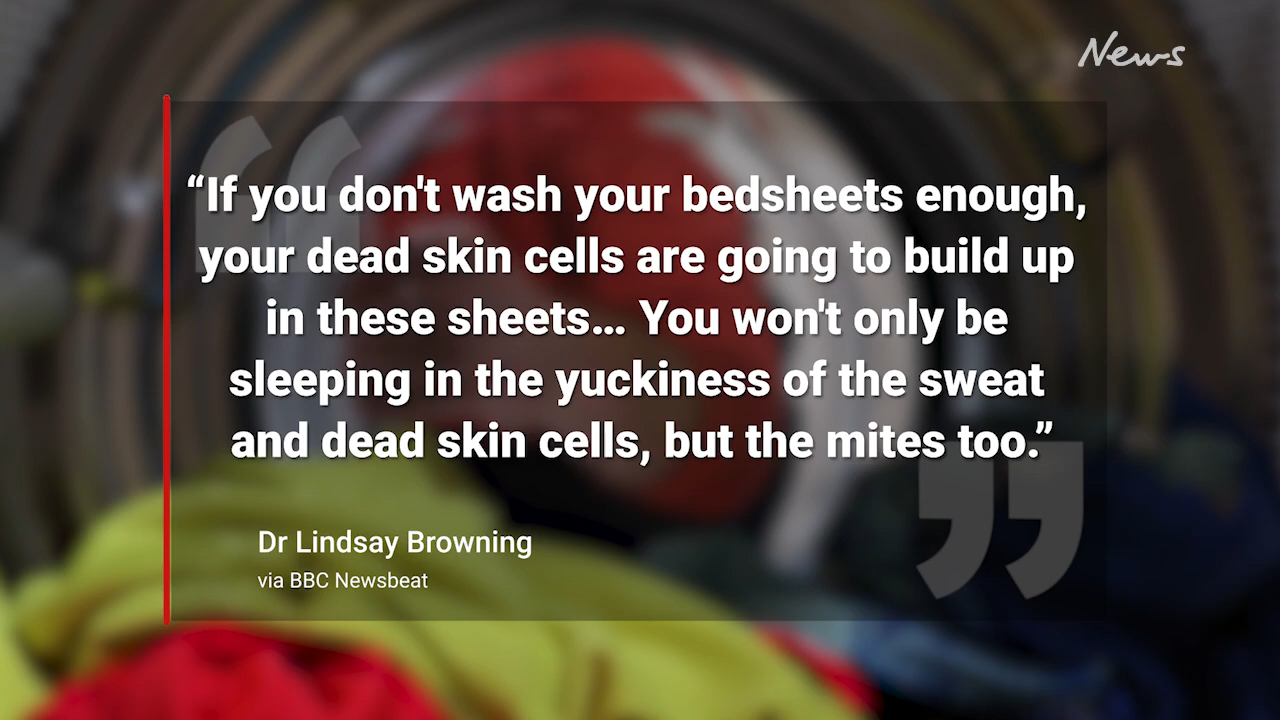 News
“If you don't wash your bedsheets enough,
your dead skin cells are going to build up
in these sheets... You won't only be
sleeping in the yuckiness of the sweat
and dead skin cells, but the mites too.”
Dr Lindsay Browning
via BBC Newsbeat